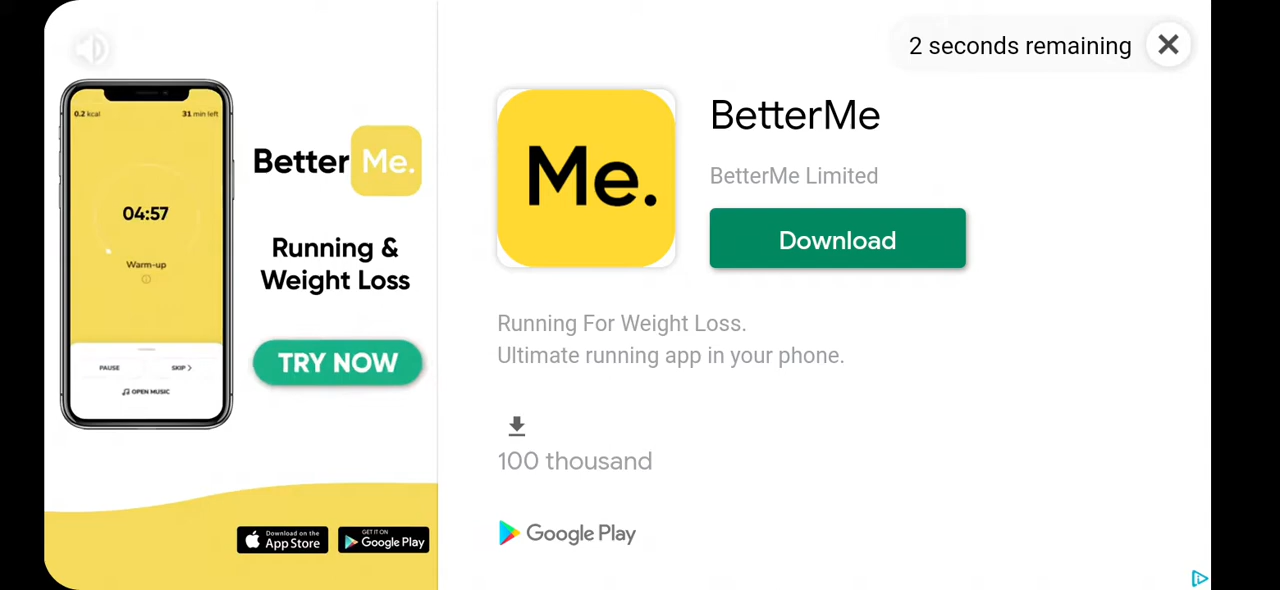 0.2 kcal
31 min left
04:57
Warm-up
PAUSE
SKIP
OPEN MUSIC
Better Me.
Running &
Weight Loss
TRY NOW
Download on the
App Store
GET IT ON
Google Play
2 seconds remaining
Me.
BetterMe
BetterMe Limited
Download
Running For Weight Loss.
Ultimate running app in your phone.
100 thousand
Google Play